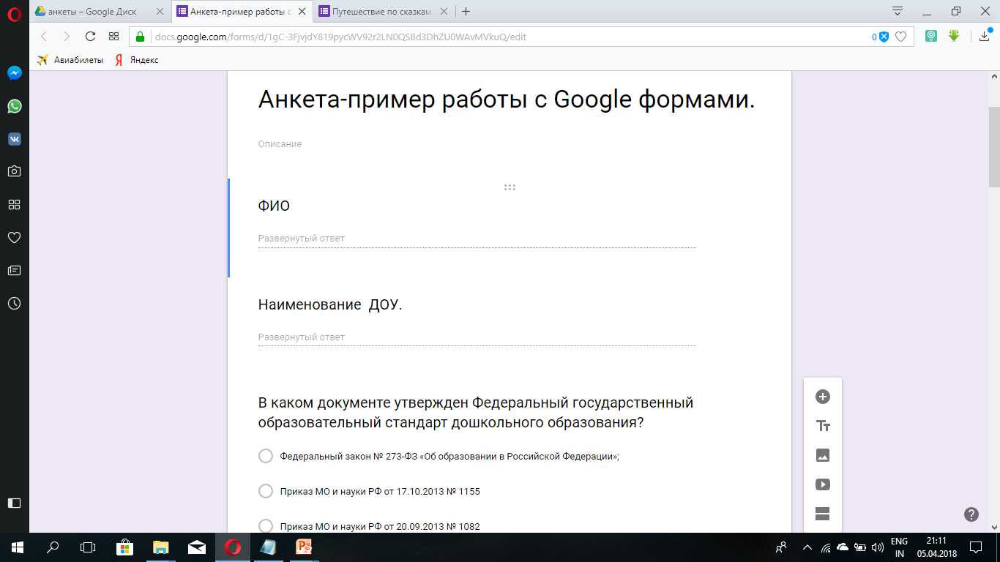 анкеты – Google Диск
Анкета-пример работы с
Путешествие по сказкам.
docs.google.com/forms/d/1gC-3FjvjdY819pycWV92r2LN0QSBd3DhZU0WAvMVkuQ/edit
0
Авиабилеты
Я Яндекс
Анкета-пример работы с Google формами.
Описание
ФИО
Развернутый ответ
Наименование ДОУ.
Развернутый ответ
В каком документе утвержден Федеральный государственный
образовательный стандарт дошкольного образования?
Федеральный закон № 273-ФЗ «Об образовании в Российской Федерации»;
Приказ МО и науки РФ от 17.10.2013 № 1155
Приказ МО и науки РФ от 20.09.2013 № 1082
ENG
IN
21:11
05.04.2018